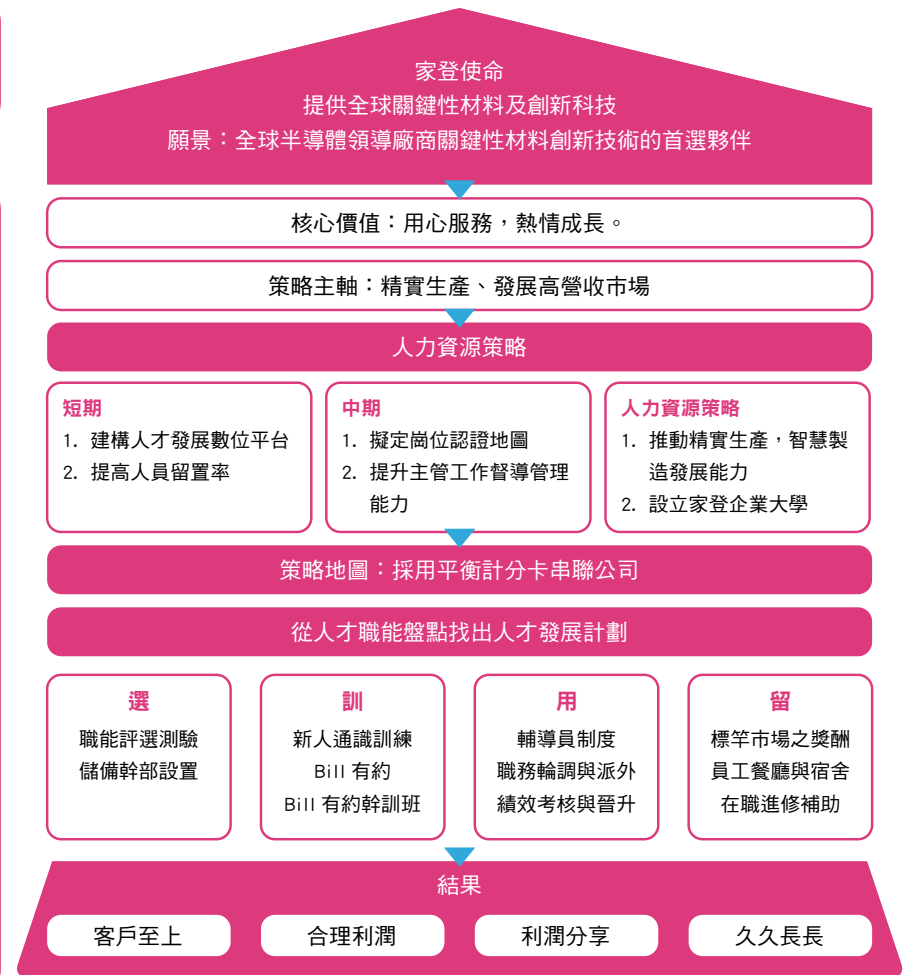 家登使命
提供全球關鍵性材料及創新科技
願景：全球半導體領導廠商關鍵性材料創新技術的首選夥伴
核心價值：用心服務，熱情成長。
策略主軸：精實生產、發展高營收市場
人力資源策略
短期
1. 建構人才發展數位平台
2. 提高人員留置率
中期
1. 擬定崗位認證地圖
2. 提升主管工作督導管理
能力
人力資源策略
1. 推動精實生產，智慧製
造發展能力
2. 設立家登企業大學
策略地圖：採用平衡計分卡串聯公司
從人才職能盤點找出人才發展計劃
選
職能評選測驗
儲備幹部設置
訓
新人通識訓練
Bill 有約
Bill 有約幹訓班
用
輔導員制度
職務輪調與派外
績效考核與晉升
留
標竿市場之獎酬
員工餐廳與宿舍
在職進修補助
結果
客戶至上
合理利潤
利潤分享
久久長長